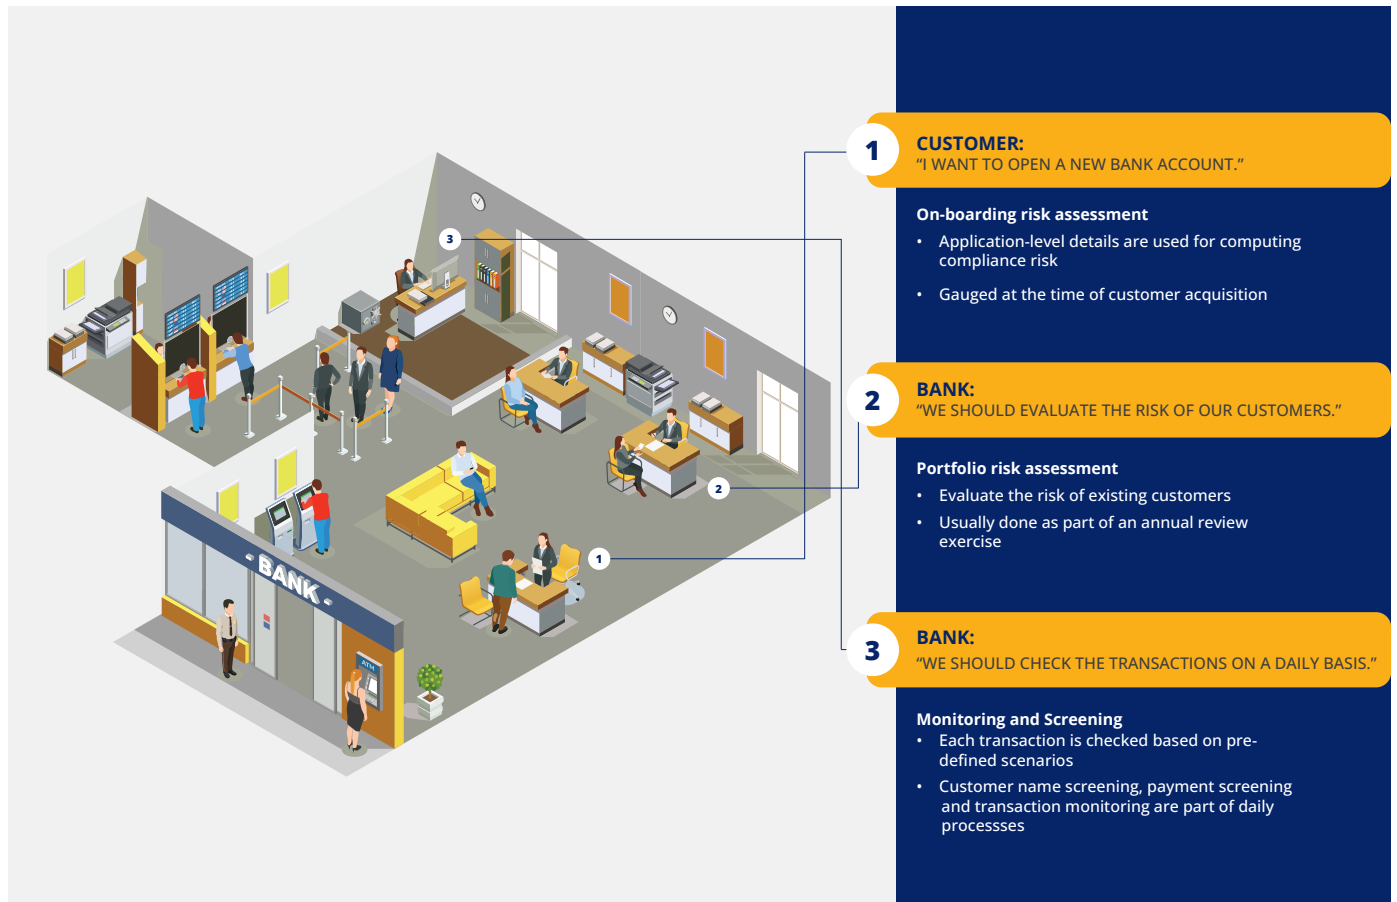 1
CUSTOMER:
“I WANT TO OPEN A NEW BANK ACCOUNT.”
On-boarding risk assessment
• Application-level details are used for computing
compliance risk
• Gauged at the time of customer acquisition
2
BANK:
“WE SHOULD EVALUATE THE RISK OF OUR CUSTOMERS.”
Portfolio risk assessment
• Evaluate the risk of existing customers
• Usually done as part of an annual review
exercise
3
BANK:
“WE SHOULD CHECK THE TRANSACTIONS ON A DAILY BASIS.”
Monitoring and Screening
• Each transaction is checked based on pre-
defined scenarios
• Customer name screening, payment screening
and transaction monitoring are part of daily
processses
3
2
1
BANK
ATM